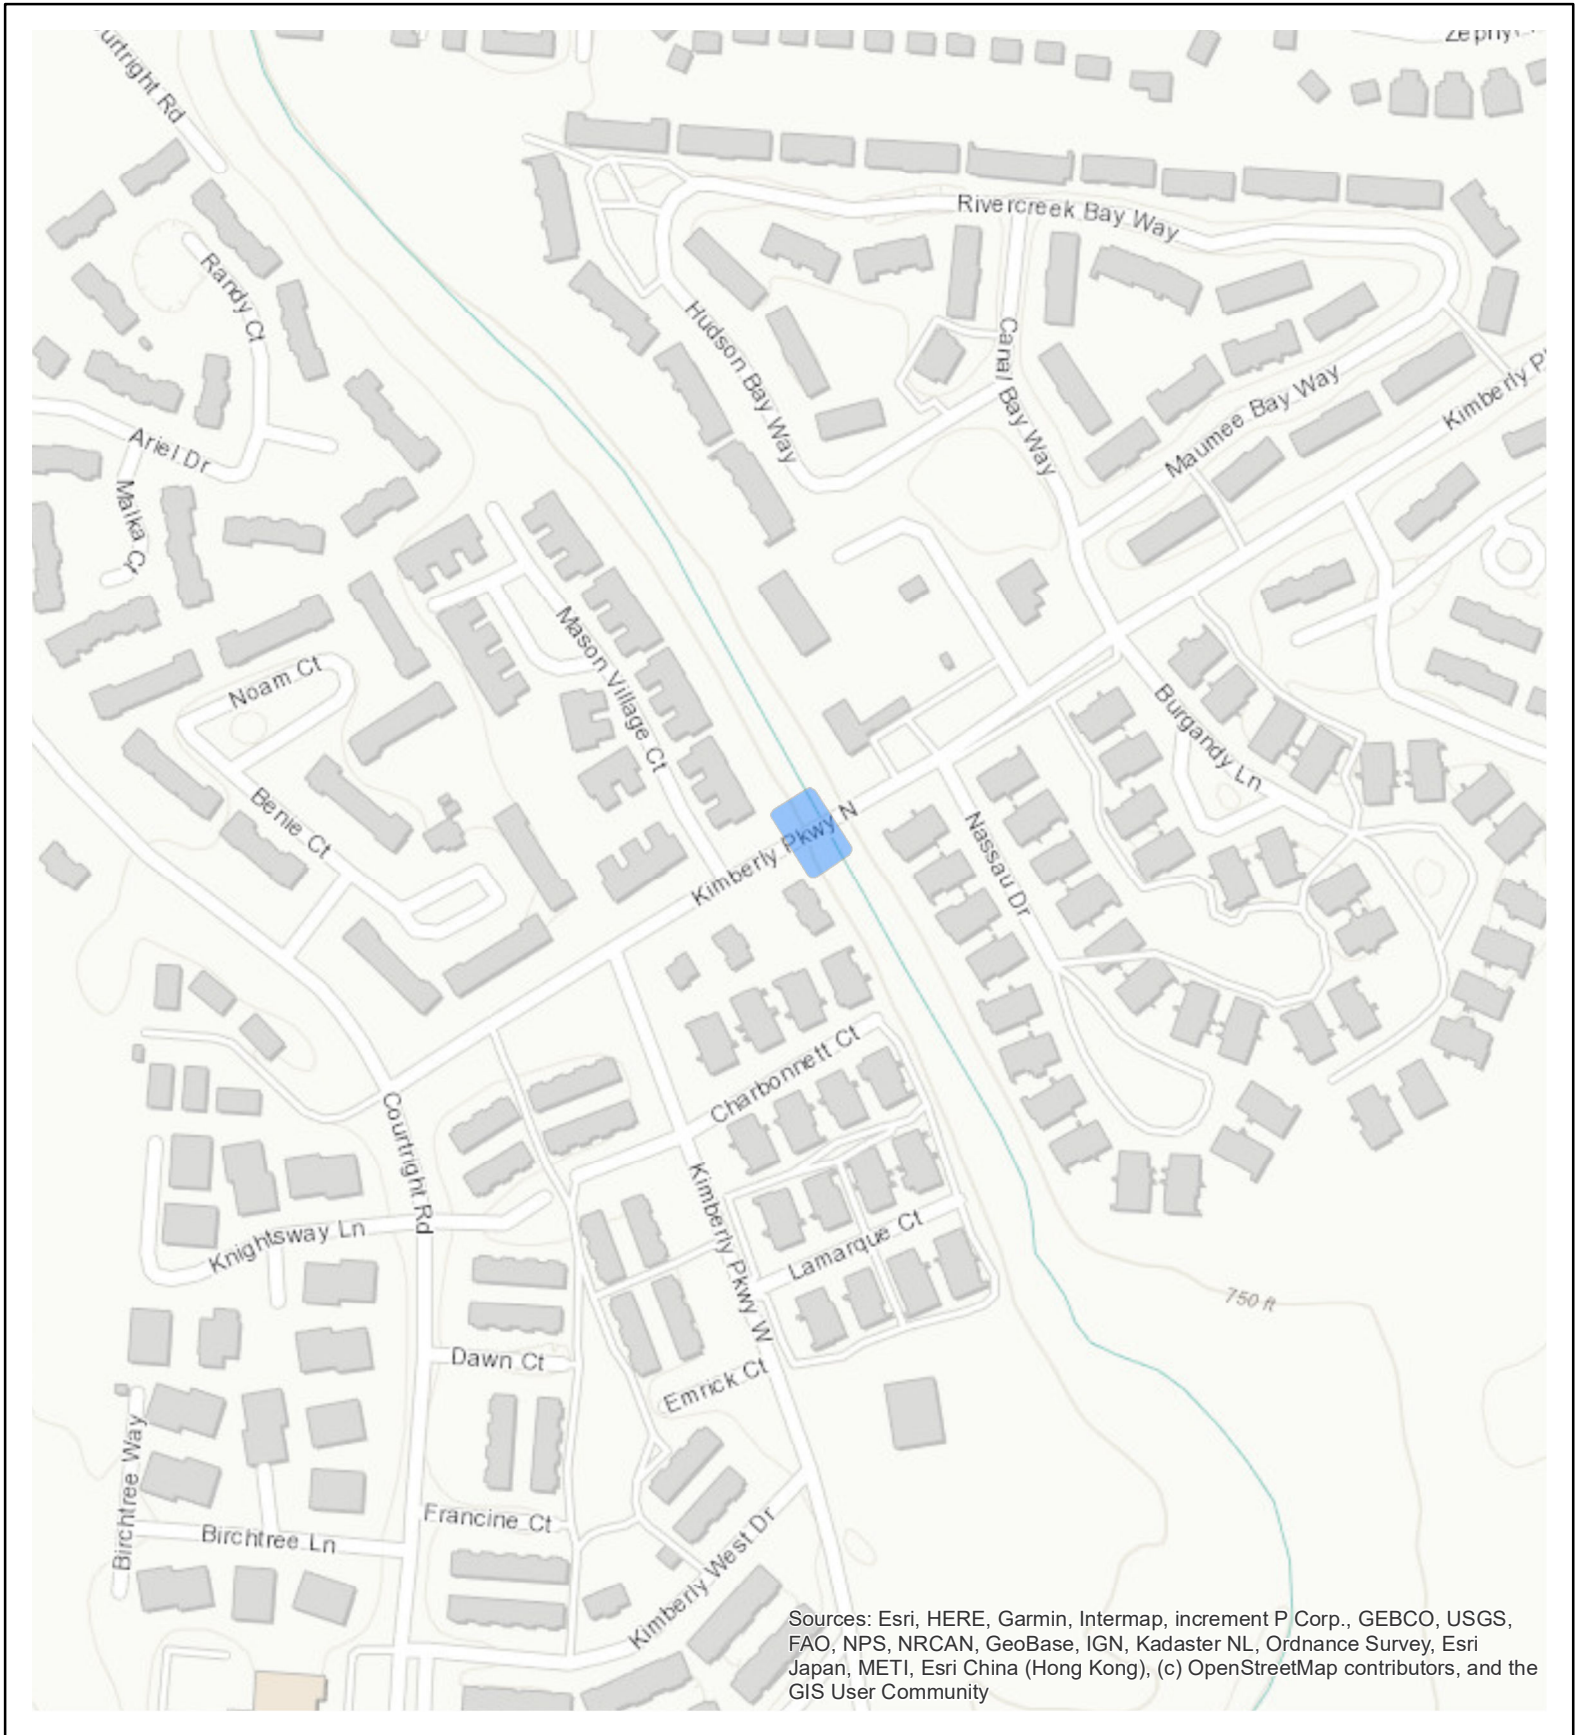 urtright Rd
Zephyr
Rivercreek Bay Way
Randy Ct
Hudson Bay Way
Canal Bay Way
Maumee Bay Way
Kimberly P
Ariel Dr
Malka Ct
Mason Village Ct
Noam Ct
Burgandy Ln
Benie Ct
Kimberly Pkwy N
Nassau Dr
Charbonnett Ct
Courtright Rd
Kimberly Pkwy W
Lamarque Ct
Knightsway Ln
750 ft
Dawn Ct
Emrick Ct
Birchtree Way
Francine Ct
Birchtree Ln
Kimberly West Dr
Sources: Esri, HERE, Garmin, Intermap, increment P Corp., GEBCO, USGS,
FAO, NPS, NRCAN, GeoBase, IGN, Kadaster NL, Ordnance Survey, Esri
Japan, METI, Esri China (Hong Kong), (c) OpenStreetMap contributors, and the
GIS User Community